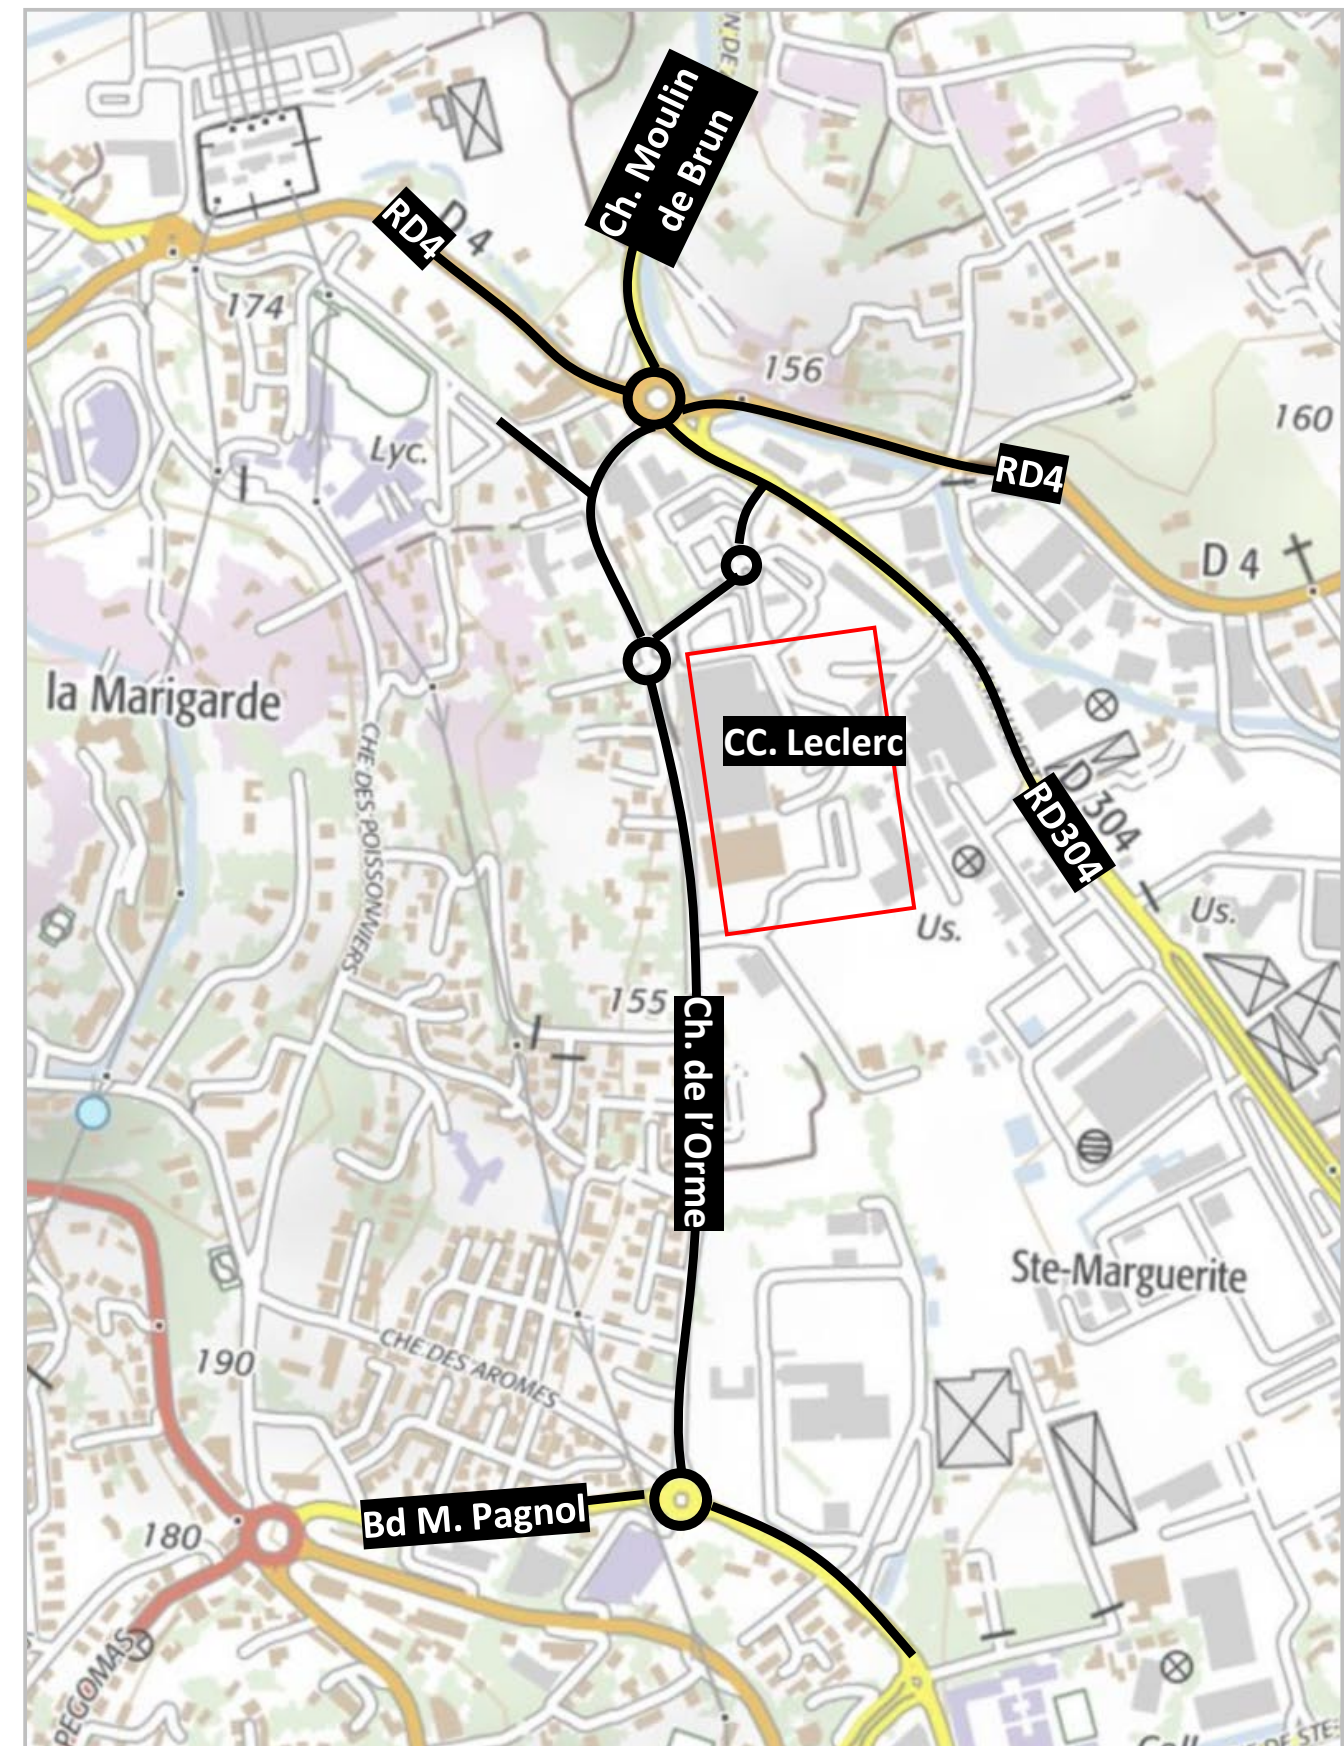 Ch. Moulin
de Brun
RD4
D 4
174
156
160
Lyc.
RD4
D 4
la Marigarde
CC. Leclerc
CHE DES POISSONNIERS
D 304
RD304
Us.
Us.
155
Ch. de l'Orme
Ste-Marguerite
190
CHE DES AROMES
Bd M. Pagnol
180
PEGOMAS